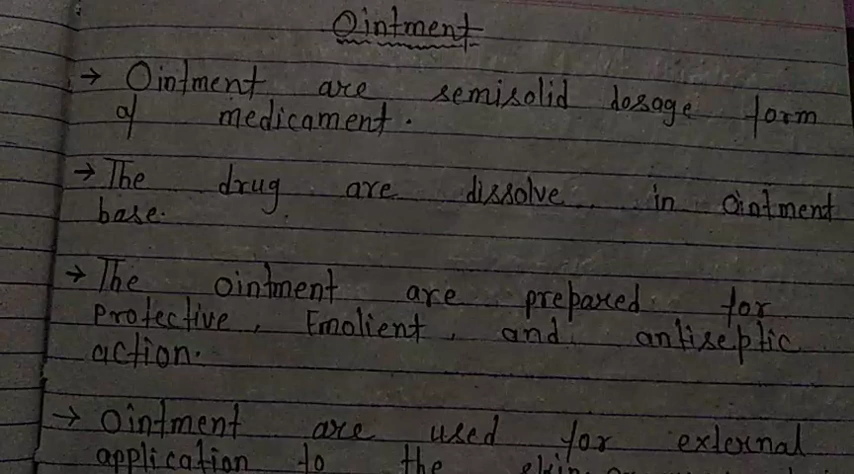 Ointment
→ Ointment are semisolid dosage form
of medicament.
→ The drug are dissolve in ointment
base.
→ The ointment are prepared for
protective, Emolient, and antiseptic
action.
→ Ointment are used for external
application to the skin